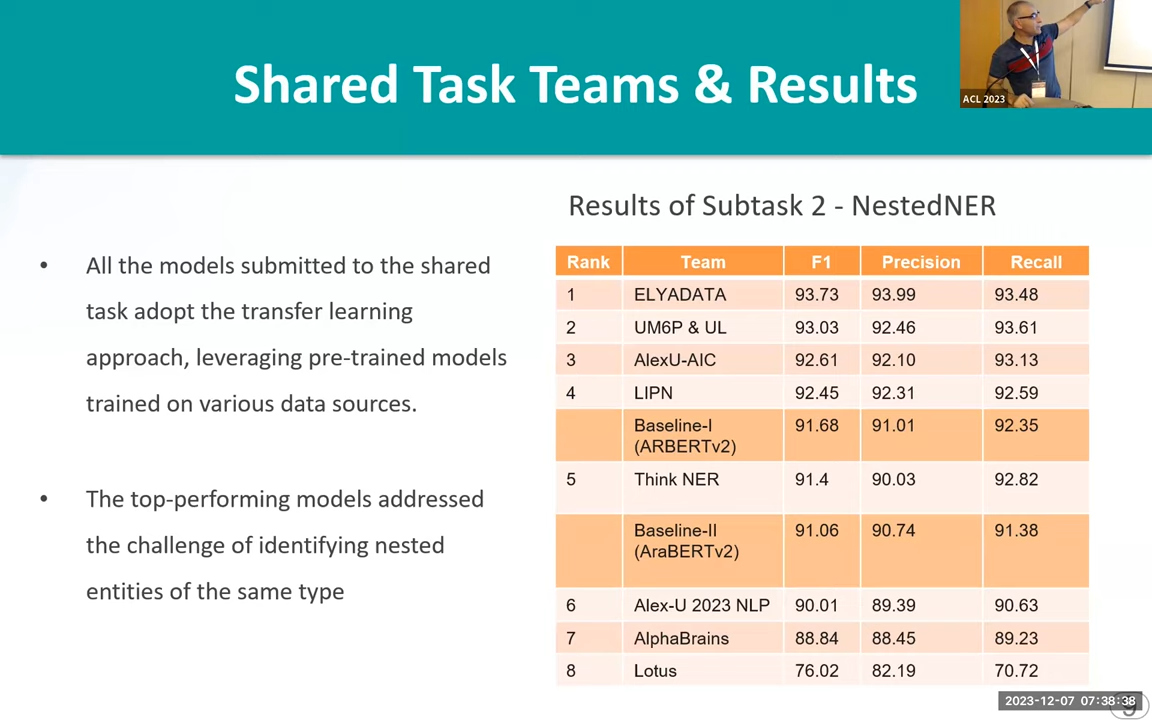 Shared Task Teams & Results
ACL 2023
Results of Subtask 2 - NestedNER
• All the models submitted to the shared
task adopt the transfer learning
approach, leveraging pre-trained models
trained on various data sources.
• The top-performing models addressed
the challenge of identifying nested
entities of the same type
Rank Team F1 Precision Recall
1 ELYADATA 93.73 93.99 93.48
2 UM6P & UL 93.03 92.46 93.61
3 AlexU-AIC 92.61 92.10 93.13
4 LIPN 92.45 92.31 92.59
Baseline-I 91.68 91.01 92.35
(ARBERTv2)
5 Think NER 91.4 90.03 92.82
Baseline-II 91.06 90.74 91.38
(AraBERTv2)
6 Alex-U 2023 NLP 90.01 89.39 90.63
7 AlphaBrains 88.84 88.45 89.23
8 Lotus 76.02 82.19 70.72
2023-12-07 07:38:38
9